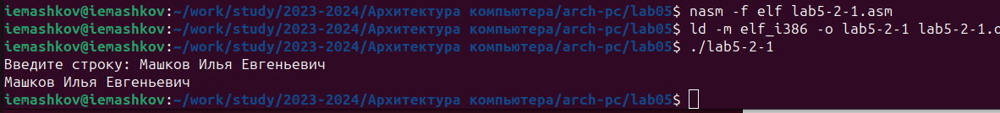 iemashkov@iemashkov:~/work/study/2023-2024/Архитектура компьютера/arch-pc/lab05$ nasm -f elf lab5-2-1.asm
iemashkov@iemashkov:~/work/study/2023-2024/Архитектура компьютера/arch-pc/lab05$ ld -m elf_i386 -o lab5-2-1 lab5-2-1.o
iemashkov@iemashkov:~/work/study/2023-2024/Архитектура компьютера/arch-pc/lab05$ ./lab5-2-1
Введите строку: Машков Илья Евгеньевич
Машков Илья Евгеньевич
iemashkov@iemashkov:~/work/study/2023-2024/Архитектура компьютера/arch-pc/lab05$